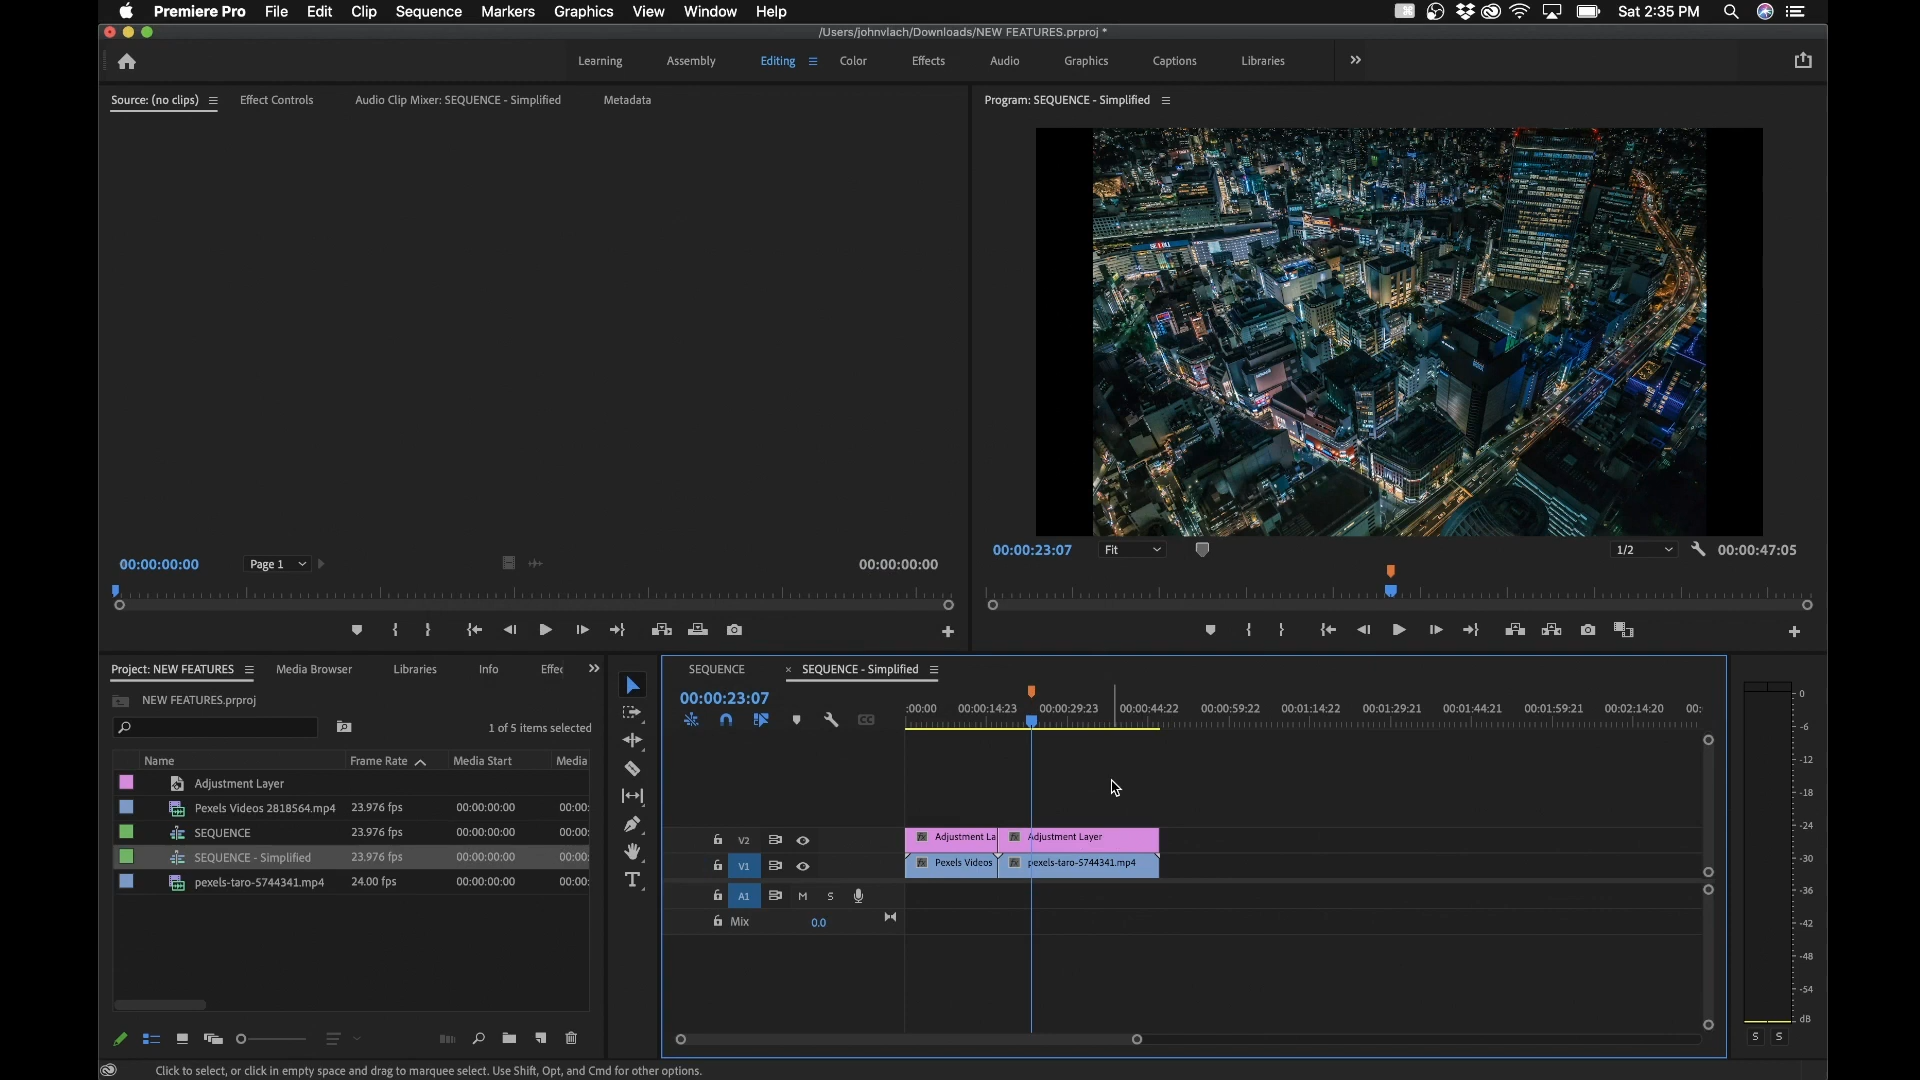 Premiere Pro File Edit Clip Sequence Markers Graphics View Window Help Sat 2:35 PM
/Users/johnvlach/Downloads/NEW FEATURES.prproj *
Learning Assembly Editing Color Effects Audio Graphics Captions Libraries
Source: (no clips) Effect Controls Audio Clip Mixer: SEQUENCE - Simplified Metadata
Program: SEQUENCE - Simplified
00:00:23:07 Fit 1/2 00:00:47:05
00:00:00:00 Page 1 00:00:00:00
Project: NEW FEATURES Media Browser Libraries Info Effec
NEW FEATURES.prproj
1 of 5 items selected
Name Frame Rate Media Start Media
Adjustment Layer
Pexels Videos 2818564.mp4 23.976 fps 00:00:00:00 00:00:
SEQUENCE 23.976 fps 00:00:00:00 00:00:
SEQUENCE - Simplified 23.976 fps 00:00:00:00 00:00:
pexels-taro-5744341.mp4 24.00 fps 00:00:00:00 00:00:
SEQUENCE × SEQUENCE - Simplified
00:00:23:07
:00:00 00:00:14:23 00:00:29:23 00:00:44:22 00:00:59:22 00:01:14:22 00:01:29:21 00:01:44:21 00:01:59:21 00:02:14:20 00:
V2 fx Adjustment La fx Adjustment Layer
V1 fx Pexels Videos fx pexels-taro-5744341.mp4
A1 M S
Mix 0.0
0
-6
-12
-18
-24
-30
-36
-42
-48
-54
dB
S S
Click to select, or click in empty space and drag to marquee select. Use Shift, Opt, and Cmd for other options.